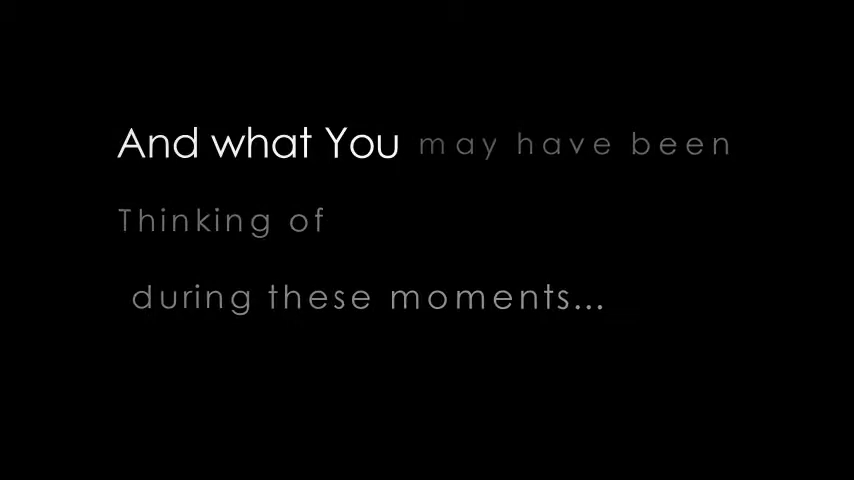 And what You may have been
Thinking of
during these moments...